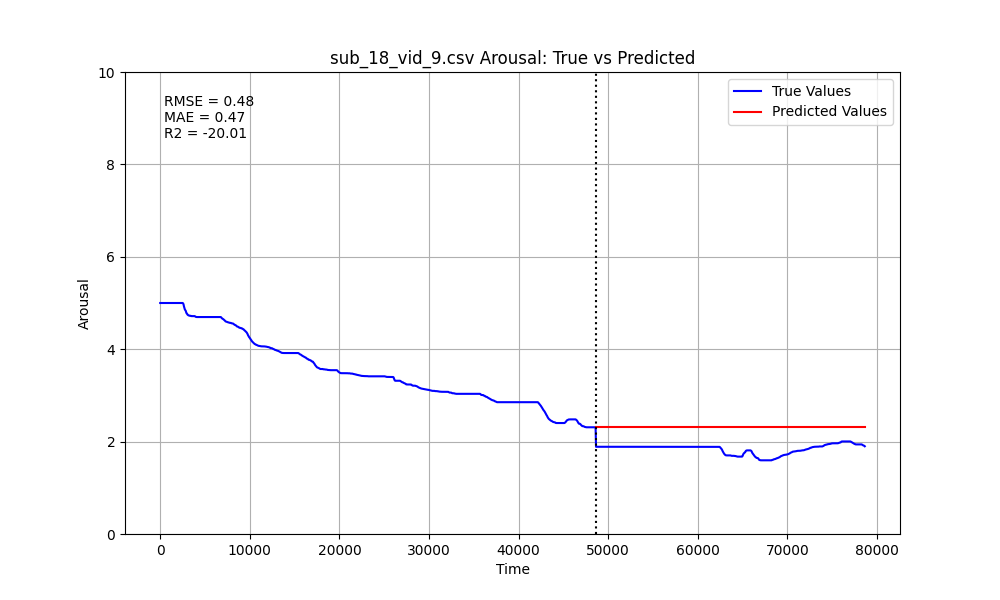 sub_18_vid_9.csv Arousal: True vs Predicted
RMSE = 0.48
MAE = 0.47
R2 = -20.01
True Values
Predicted Values
10
8
6
4
2
0
Arousal
0 10000 20000 30000 40000 50000 60000 70000 80000
Time